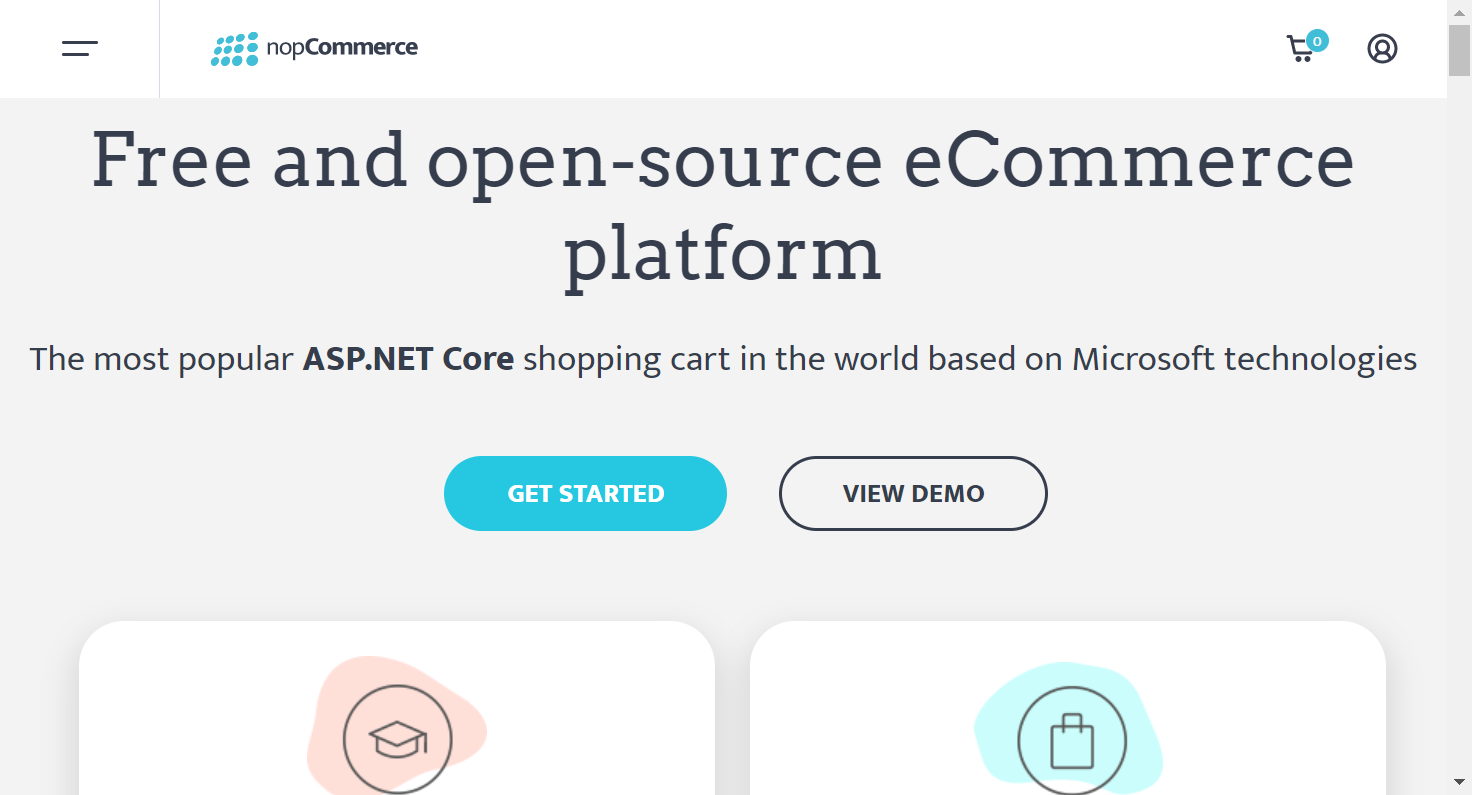 nopCommerce
0
Free and open-source eCommerce
platform
The most popular ASP.NET Core shopping cart in the world based on Microsoft technologies
GET STARTED
VIEW DEMO